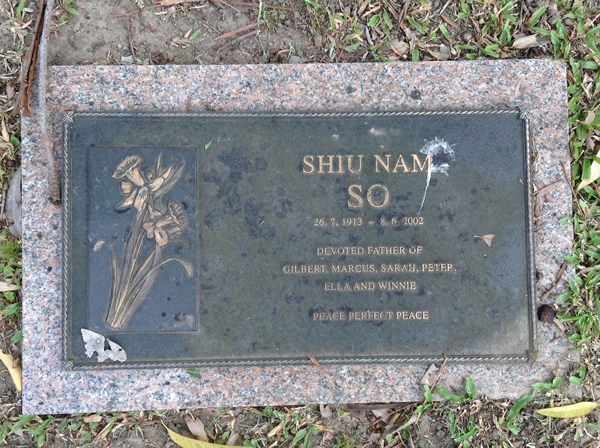 SHIU NAM
SO
26. 7. 1913 – 8. 6. 2002
DEVOTED FATHER OF
GILBERT, MARCUS, SARAH, PETER,
ELLA AND WINNIE
PEACE PERFECT PEACE